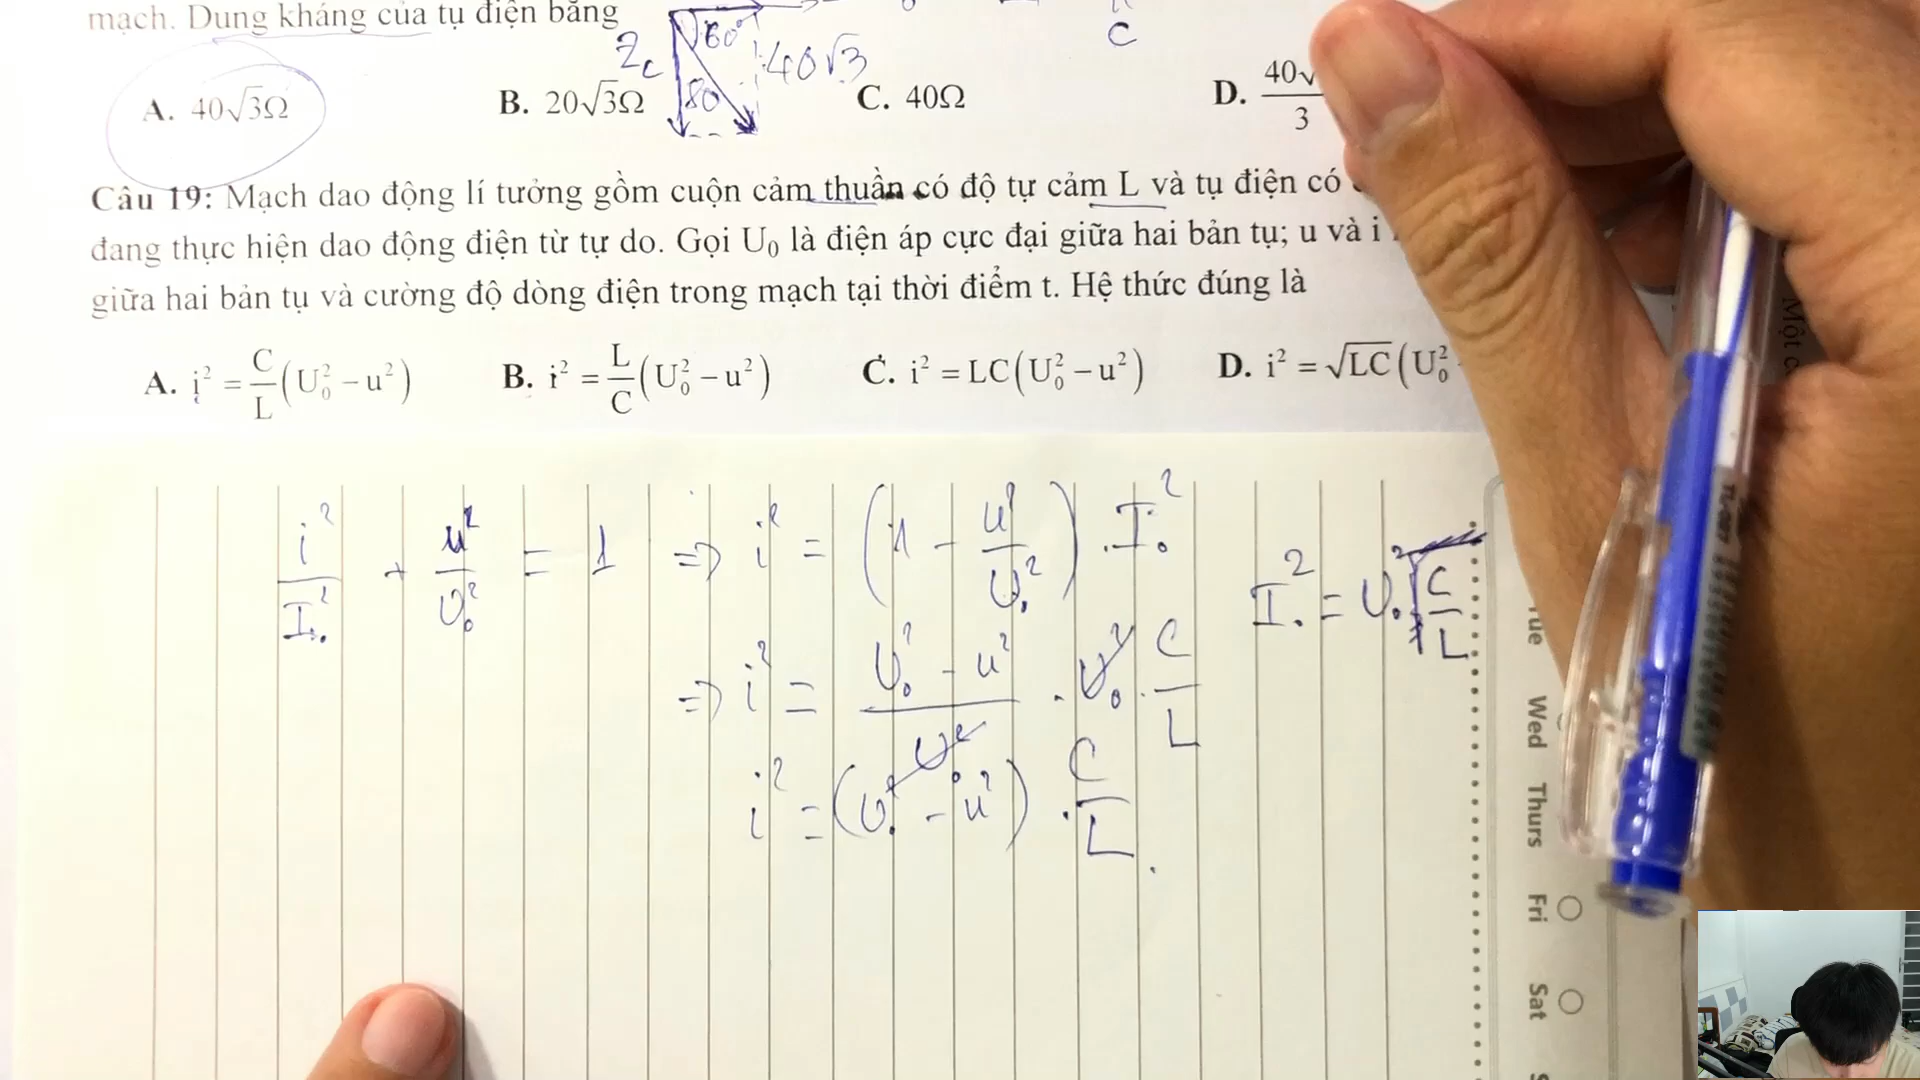 mạch. Dung kháng của tụ điện bằng
Z_C 60° 40√3 80
C
A. 40√3Ω B. 20√3Ω C. 40Ω D. 40√ / 3
Câu 19: Mạch dao động lí tưởng gồm cuộn cảm thuần có độ tự cảm L và tụ điện có
đang thực hiện dao động điện từ tự do. Gọi U₀ là điện áp cực đại giữa hai bản tụ; u và i
giữa hai bản tụ và cường độ dòng điện trong mạch tại thời điểm t. Hệ thức đúng là
A. i² = C/L (U₀² – u²) B. i² = L/C (U₀² – u²) C. i² = LC(U₀² – u²) D. i² = √LC (U₀²
i²/I₀² + u²/U₀² = 1 => i² = (1 – u²/U₀²) . I₀²
I₀² = U₀² C/L
=> i² = (U₀² – u²)/U₀² . U₀² . C/L
i² = (U₀² – u²) . C/L .
Tue
Wed
Thurs
Fri
Sat
Một